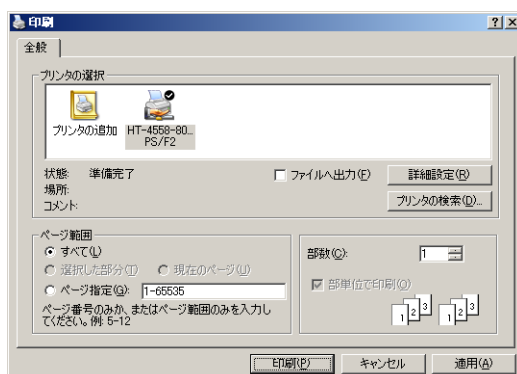 印刷
全般
プリンタの選択
プリンタの追加
HT-4558-80...
PS/F2
状態: 準備完了
場所:
コメント:
ファイルへ出力(F)
詳細設定(R)
プリンタの検索(D)...
ページ範囲
すべて(L)
選択した部分(T)
現在のページ(U)
ページ指定(G): 1-65535
ページ番号のみか、またはページ範囲のみを入力し
てください。例: 5-12
部数(C): 1
部単位で印刷(O)
1 2 3 1 2 3
印刷(P)
キャンセル
適用(A)